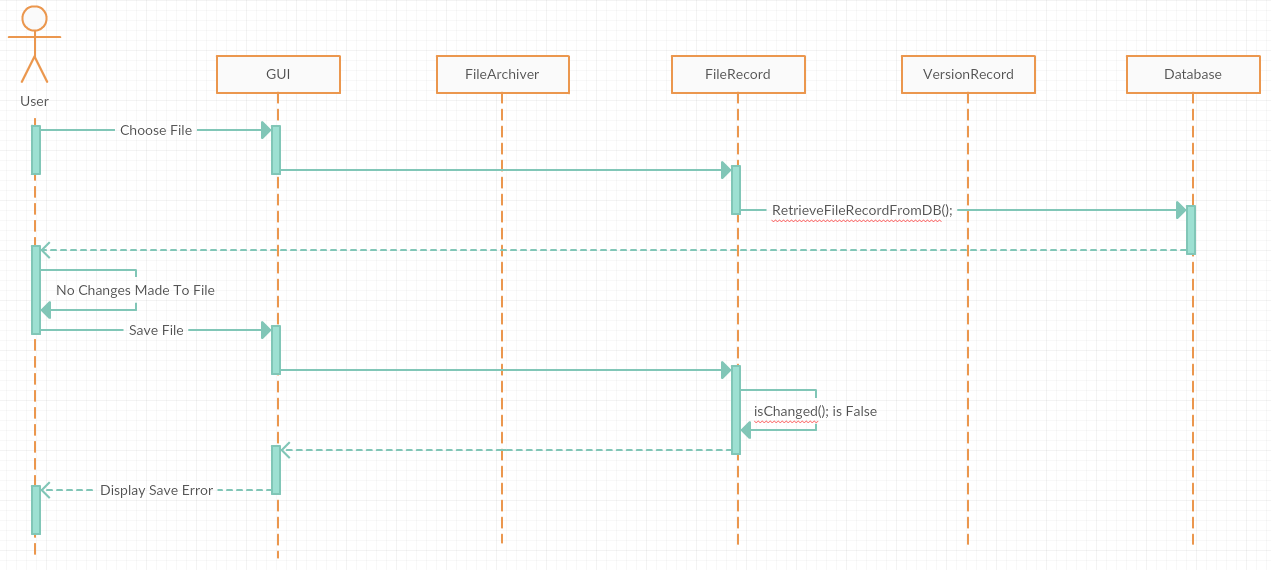 User
GUI
FileArchiver
FileRecord
VersionRecord
Database
Choose File
RetrieveFileRecordFromDB();
No Changes Made To File
Save File
isChanged(); is False
Display Save Error